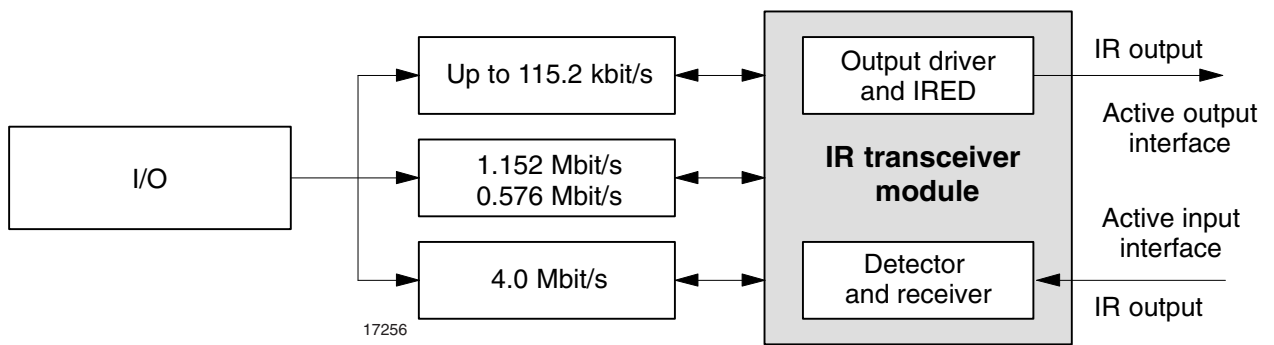 I/O
Up to 115.2 kbit/s
1.152 Mbit/s
0.576 Mbit/s
4.0 Mbit/s
17256
Output driver
and IRED
IR transceiver
module
Detector
and receiver
IR output
Active output
interface
Active input
interface
IR output